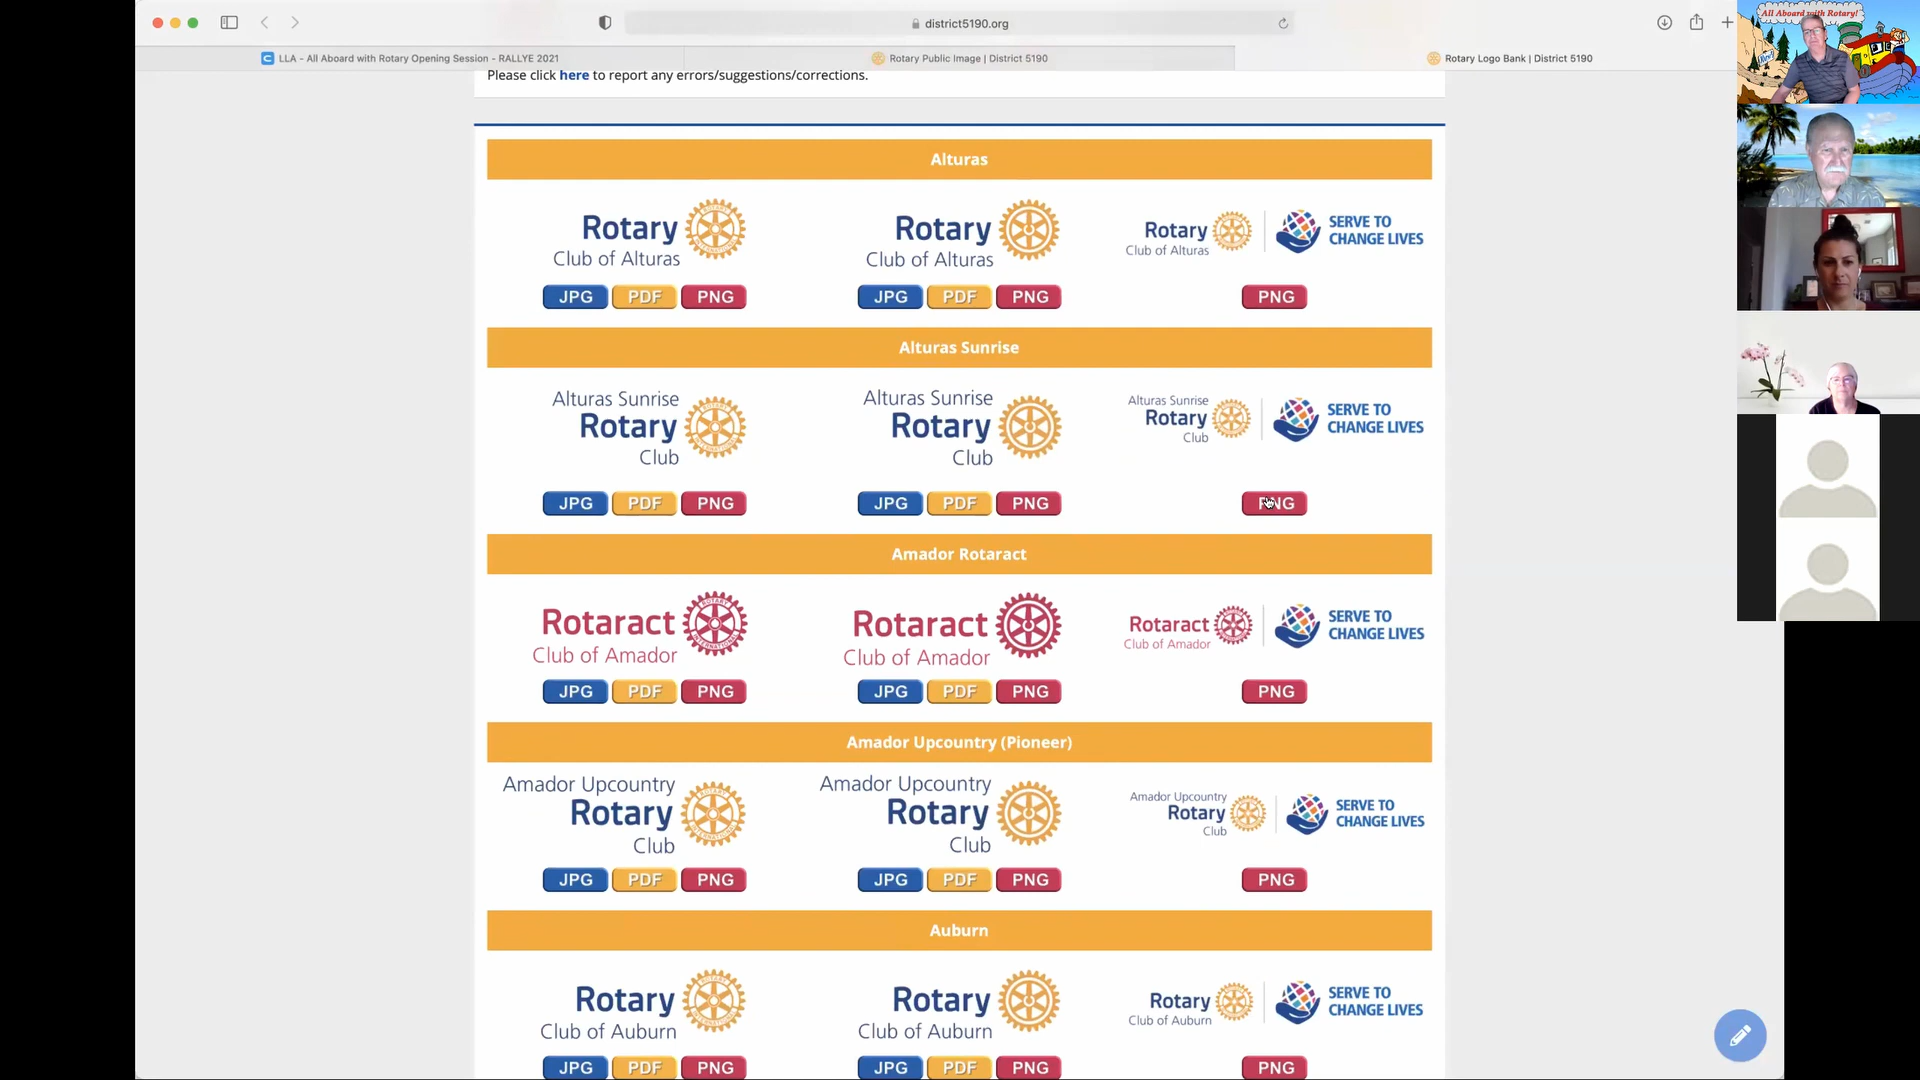 district5190.org
LLA - All Aboard with Rotary Opening Session - RALLYE 2021
Rotary Public Image | District 5190
Rotary Logo Bank | District 5190
All Aboard with Rotary!
Please click here to report any errors/suggestions/corrections.
Alturas
Rotary
Club of Alturas
JPG PDF PNG
Rotary
Club of Alturas
JPG PDF PNG
Rotary
Club of Alturas
SERVE TO
CHANGE LIVES
PNG
Alturas Sunrise
Alturas Sunrise
Rotary
Club
JPG PDF PNG
Alturas Sunrise
Rotary
Club
JPG PDF PNG
Alturas Sunrise
Rotary
Club
SERVE TO
CHANGE LIVES
PNG
Amador Rotaract
Rotaract
Club of Amador
ROTARY
INTERNATIONAL
JPG PDF PNG
Rotaract
Club of Amador
JPG PDF PNG
Rotaract
Club of Amador
SERVE TO
CHANGE LIVES
PNG
Amador Upcountry (Pioneer)
Amador Upcountry
Rotary
Club
JPG PDF PNG
Amador Upcountry
Rotary
Club
JPG PDF PNG
Amador Upcountry
Rotary
Club
SERVE TO
CHANGE LIVES
PNG
Auburn
Rotary
Club of Auburn
JPG PDF PNG
Rotary
Club of Auburn
JPG PDF PNG
Rotary
Club of Auburn
SERVE TO
CHANGE LIVES
PNG